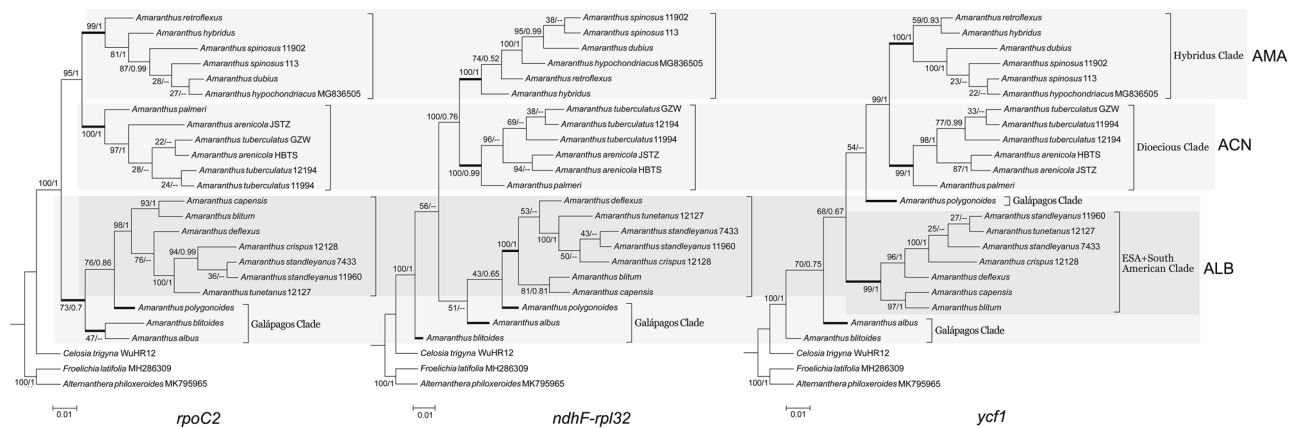 99/1
Amaranthus retroflexus
Amaranthus hybridus
81/1
Amaranthus spinosus 11902
87/0.99
Amaranthus spinosus 113
28/--
Amaranthus dubius
27/--
Amaranthus hypochondriacus MG836505
95/1
Amaranthus palmeri
100/1
Amaranthus arenicola JSTZ
97/1
Amaranthus tuberculatus GZW
22/--
Amaranthus arenicola HBTS
28/--
Amaranthus tuberculatus 12194
24/--
Amaranthus tuberculatus 11994
100/1
Amaranthus capensis
93/1
Amaranthus blitum
98/1
Amaranthus deflexus
76/--
94/0.99
Amaranthus crispus 12128
Amaranthus standleyanus 7433
36/--
Amaranthus standleyanus 11960
100/1
Amaranthus tunetanus 12127
76/0.86
73/0.7
Amaranthus polygonoides
Amaranthus blitoides
47/--
Amaranthus albus
Galápagos Clade
Celosia trigyna WuHR12
Froelichia latifolia MH286309
100/1
Alternanthera philoxeroides MK795965
0.01
rpoC2
38/--
Amaranthus spinosus 11902
95/0.99
Amaranthus spinosus 113
100/1
Amaranthus dubius
74/0.52
Amaranthus hypochondriacus MG836505
100/1
Amaranthus retroflexus
Amaranthus hybridus
100/0.76
38/--
Amaranthus tuberculatus GZW
69/--
Amaranthus tuberculatus 12194
96/--
Amaranthus tuberculatus 11994
Amaranthus arenicola JSTZ
94/--
Amaranthus arenicola HBTS
100/0.99
Amaranthus palmeri
56/--
Amaranthus deflexus
53/--
Amaranthus tunetanus 12127
100/1
43/--
Amaranthus standleyanus 7433
Amaranthus standleyanus 11960
50/--
Amaranthus crispus 12128
100/1
Amaranthus blitum
81/0.81
Amaranthus capensis
43/0.65
Amaranthus polygonoides
51/--
Amaranthus albus
Galápagos Clade
Amaranthus blitoides
100/1
Celosia trigyna WuHR12
Froelichia latifolia MH286309
100/1
Alternanthera philoxeroides MK795965
0.01
ndhF-rpl32
59/0.93
Amaranthus retroflexus
Amaranthus hybridus
100/1
Amaranthus dubius
100/1
Amaranthus spinosus 11902
23/--
Amaranthus spinosus 113
22/--
Amaranthus hypochondriacus MG836505
Hybridus Clade
AMA
99/1
33/--
Amaranthus tuberculatus GZW
77/0.99
Amaranthus tuberculatus 11994
98/1
Amaranthus tuberculatus 12194
Amaranthus arenicola HBTS
87/1
Amaranthus arenicola JSTZ
99/1
Amaranthus palmeri
Dioecious Clade
ACN
54/--
Amaranthus polygonoides
Galápagos Clade
68/0.67
27/--
Amaranthus standleyanus 11960
25/--
Amaranthus tunetanus 12127
100/1
Amaranthus standleyanus 7433
96/1
Amaranthus crispus 12128
Amaranthus deflexus
99/1
Amaranthus capensis
97/1
Amaranthus blitum
ESA+South
American Clade
ALB
70/0.75
Amaranthus albus
Galápagos Clade
100/1
Amaranthus blitoides
Celosia trigyna WuHR12
Froelichia latifolia MH286309
100/1
Alternanthera philoxeroides MK795965
0.01
ycf1